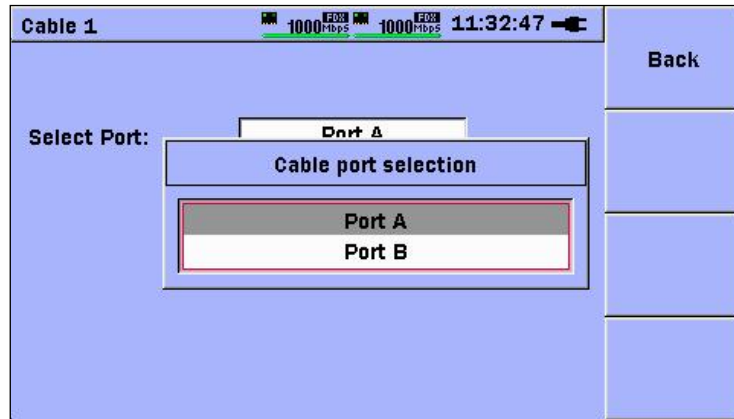 Cable 1
1000 FDX Mbps 1000 FDX Mbps 11:32:47
Back
Select Port:
Port A
Cable port selection
Port A
Port B